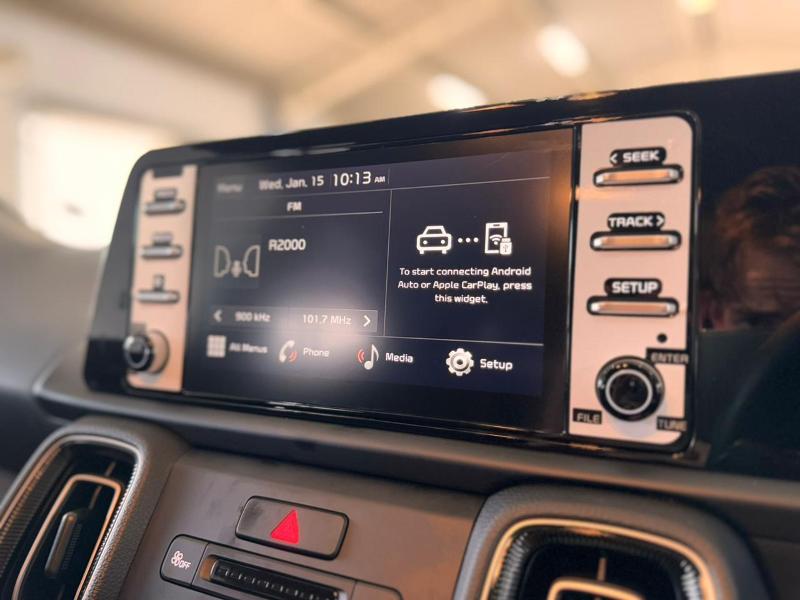 Menu
Wed, Jan. 15
10:13 AM
FM
R2000
To start connecting Android
Auto or Apple CarPlay, press
this widget.
900 kHz
101.7 MHz
All Menus
Phone
Media
Setup
SEEK
TRACK
SETUP
ENTER
FILE
TUNE
OFF